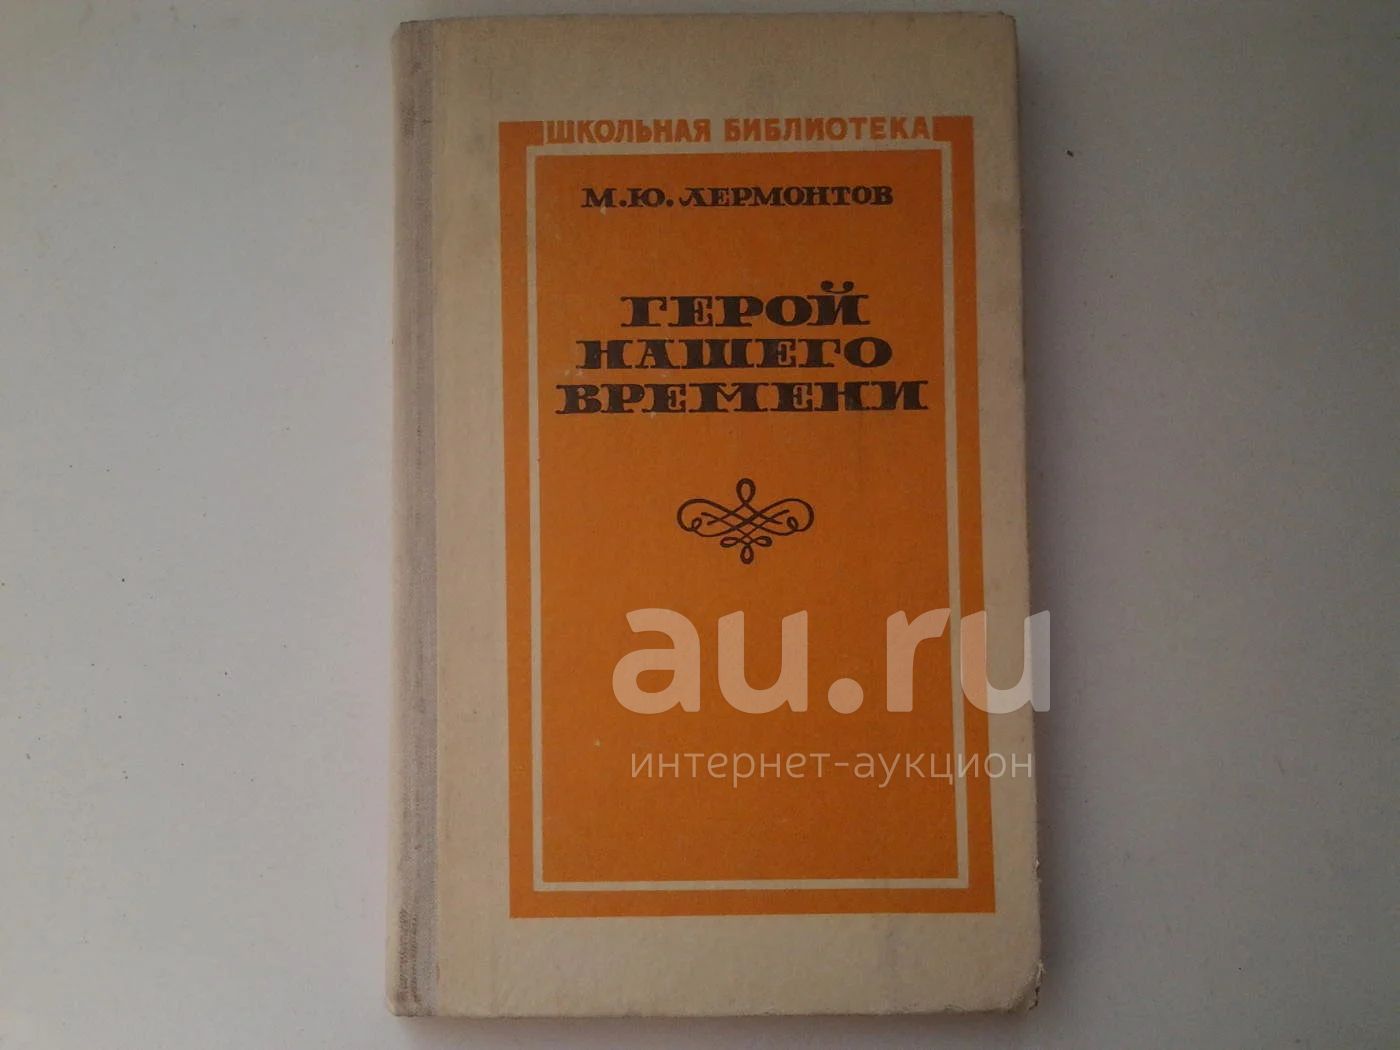 ШКОЛЬНАЯ БИБЛИОТЕКА
М.Ю. ЛЕРМОНТОВ
ГЕРОЙ
НАШЕГО
ВРЕМЕНИ
au.ru
интернет-аукцион